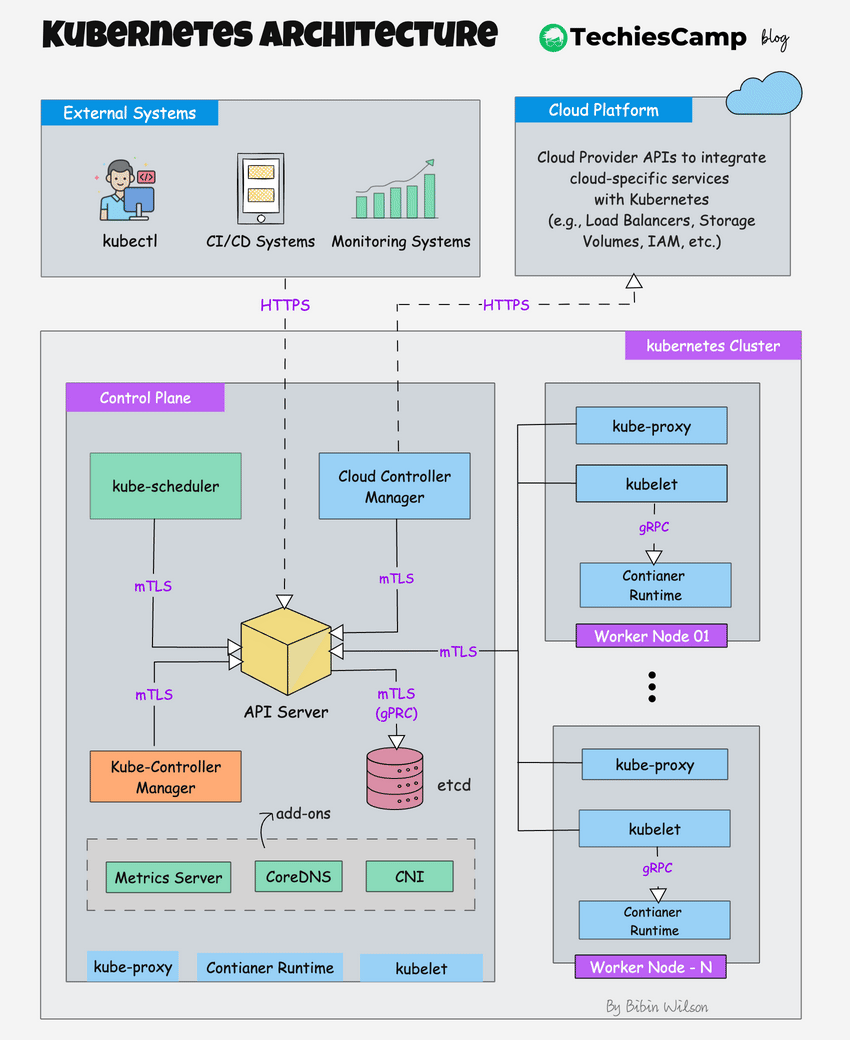 KUBERNETES ARCHITECTURE
TechiesCamp blog
External Systems
kubectl
CI/CD Systems
Monitoring Systems
Cloud Platform
Cloud Provider APIs to integrate
cloud-specific services
with Kubernetes
(e.g., Load Balancers, Storage
Volumes, IAM, etc.)
HTTPS
HTTPS
kubernetes Cluster
Control Plane
kube-scheduler
Cloud Controller
Manager
mTLS
mTLS
API Server
mTLS
mTLS
(gPRC)
mTLS
Kube-Controller
Manager
etcd
add-ons
Metrics Server
CoreDNS
CNI
kube-proxy
Contianer Runtime
kubelet
kube-proxy
kubelet
gRPC
Contianer
Runtime
Worker Node 01
kube-proxy
kubelet
gRPC
Contianer
Runtime
Worker Node - N
By Bibin Wilson